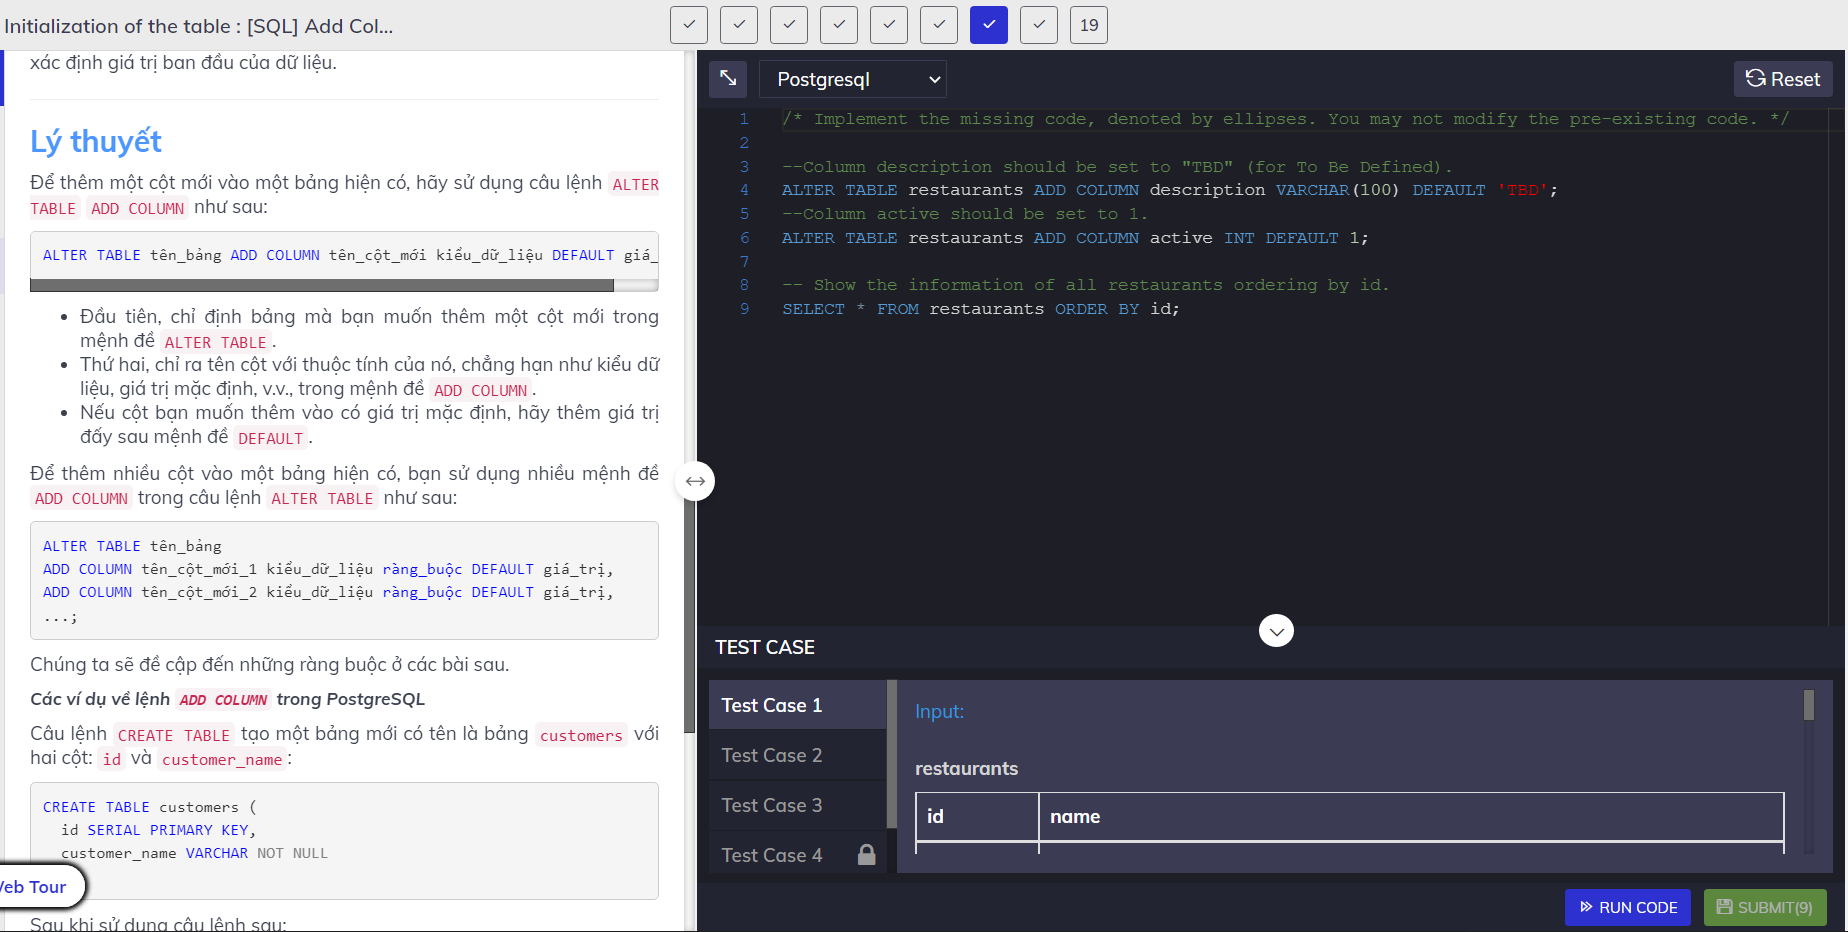 Initialization of the table : [SQL] Add Col...
19
xác định giá trị ban đầu của dữ liệu.
Lý thuyết
Để thêm một cột mới vào một bảng hiện có, hãy sử dụng câu lệnh ALTER
TABLE ADD COLUMN như sau:
ALTER TABLE tên_bảng ADD COLUMN tên_cột_mới kiểu_dữ_liệu DEFAULT giá_
Đầu tiên, chỉ định bảng mà bạn muốn thêm một cột mới trong
mệnh đề ALTER TABLE.
Thứ hai, chỉ ra tên cột với thuộc tính của nó, chẳng hạn như kiểu dữ
liệu, giá trị mặc định, v.v., trong mệnh đề ADD COLUMN.
Nếu cột bạn muốn thêm vào có giá trị mặc định, hãy thêm giá trị
đấy sau mệnh đề DEFAULT.
Để thêm nhiều cột vào một bảng hiện có, bạn sử dụng nhiều mệnh đề
ADD COLUMN trong câu lệnh ALTER TABLE như sau:
ALTER TABLE tên_bảng
ADD COLUMN tên_cột_mới_1 kiểu_dữ_liệu ràng_buộc DEFAULT giá_trị,
ADD COLUMN tên_cột_mới_2 kiểu_dữ_liệu ràng_buộc DEFAULT giá_trị,
...;
Chúng ta sẽ đề cập đến những ràng buộc ở các bài sau.
Các ví dụ về lệnh ADD COLUMN trong PostgreSQL
Câu lệnh CREATE TABLE tạo một bảng mới có tên là bảng customers với
hai cột: id và customer_name:
CREATE TABLE customers (
id SERIAL PRIMARY KEY,
customer_name VARCHAR NOT NULL
Web Tour
Sau khi sử dụng câu lệnh sau:
Postgresql
Reset
1 /* Implement the missing code, denoted by ellipses. You may not modify the pre-existing code. */
2
3 --Column description should be set to "TBD" (for To Be Defined).
4 ALTER TABLE restaurants ADD COLUMN description VARCHAR(100) DEFAULT 'TBD';
5 --Column active should be set to 1.
6 ALTER TABLE restaurants ADD COLUMN active INT DEFAULT 1;
7
8 -- Show the information of all restaurants ordering by id.
9 SELECT * FROM restaurants ORDER BY id;
TEST CASE
Test Case 1
Test Case 2
Test Case 3
Test Case 4
Input:
restaurants
id name
RUN CODE
SUBMIT(9)